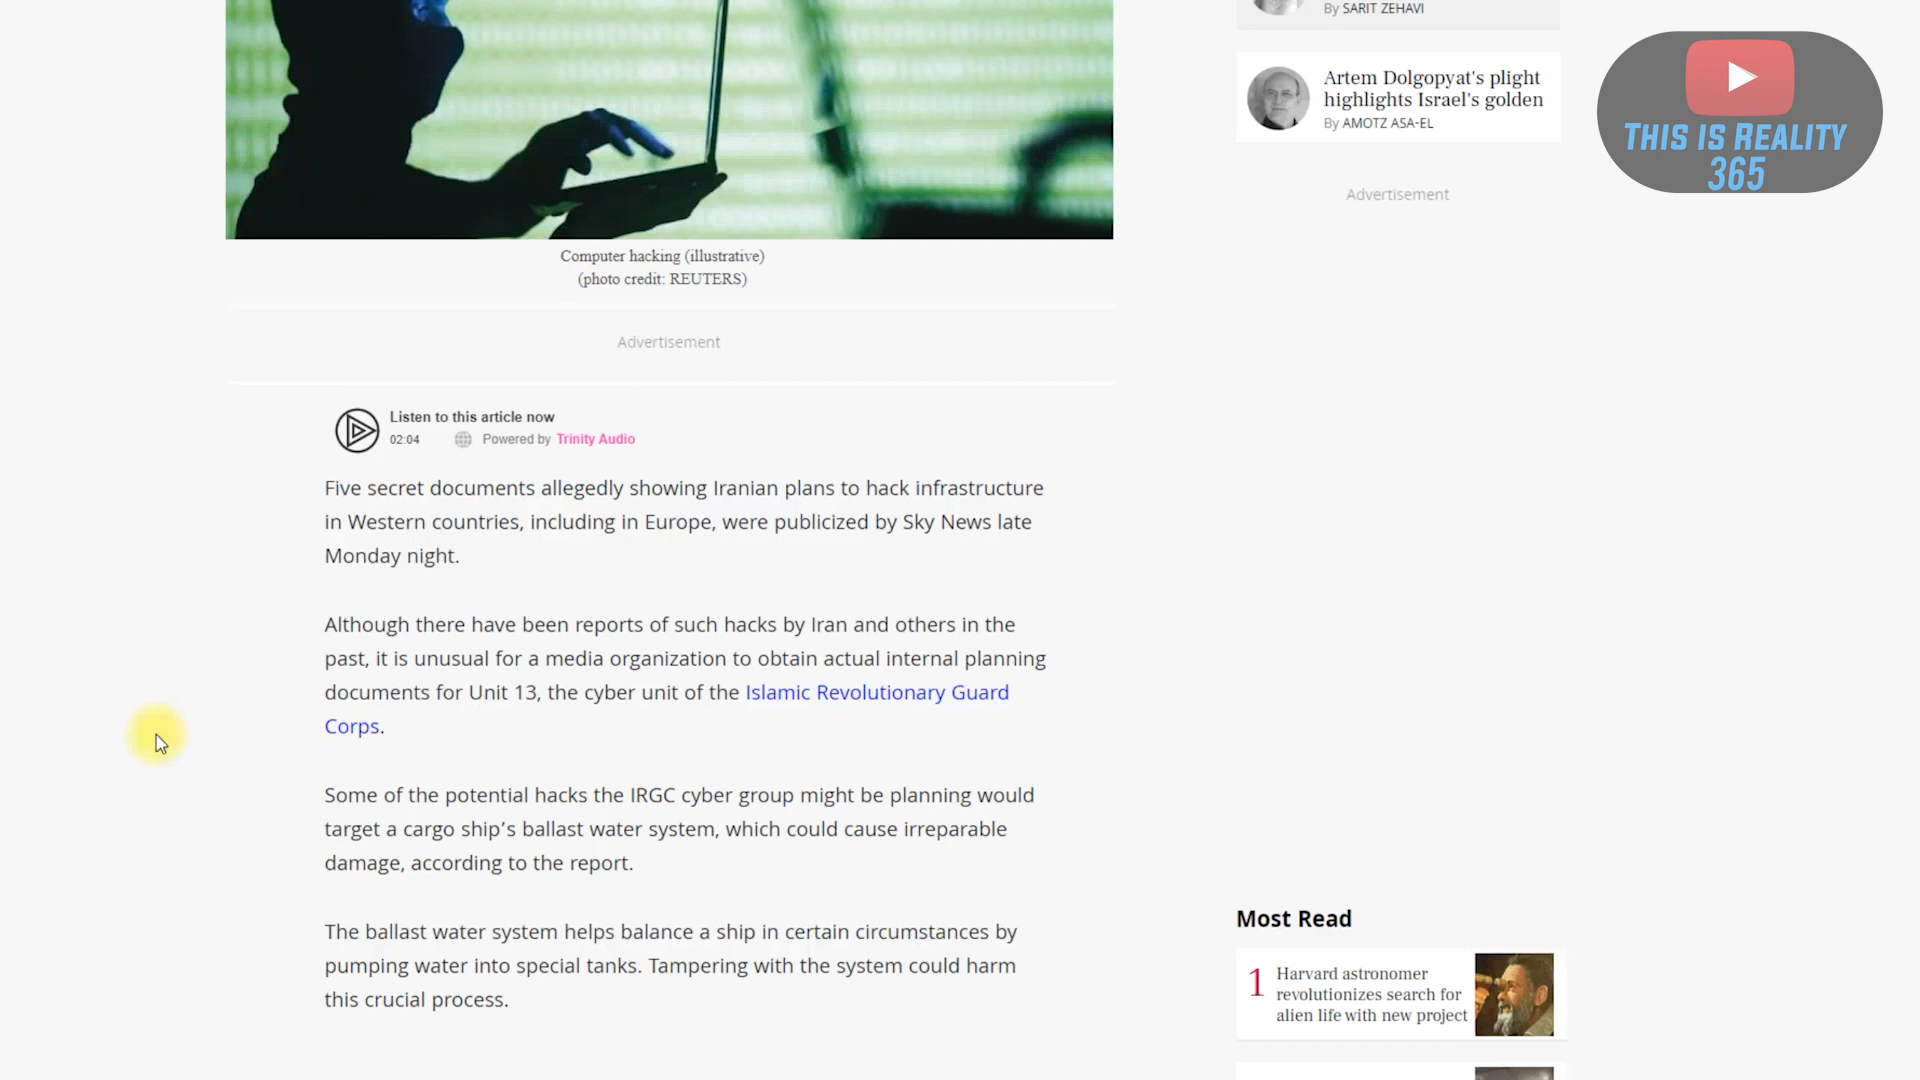 Computer hacking (illustrative)
(photo credit: REUTERS)
Advertisement
Listen to this article now
02:04
Powered by Trinity Audio
Five secret documents allegedly showing Iranian plans to hack infrastructure
in Western countries, including in Europe, were publicized by Sky News late
Monday night.
Although there have been reports of such hacks by Iran and others in the
past, it is unusual for a media organization to obtain actual internal planning
documents for Unit 13, the cyber unit of the Islamic Revolutionary Guard
Corps.
Some of the potential hacks the IRGC cyber group might be planning would
target a cargo ship’s ballast water system, which could cause irreparable
damage, according to the report.
The ballast water system helps balance a ship in certain circumstances by
pumping water into special tanks. Tampering with the system could harm
this crucial process.
By SARIT ZEHAVI
Artem Dolgopyat's plight
highlights Israel's golden
By AMOTZ ASA-EL
Advertisement
Most Read
1
Harvard astronomer
revolutionizes search for
alien life with new project
THIS IS REALITY
365